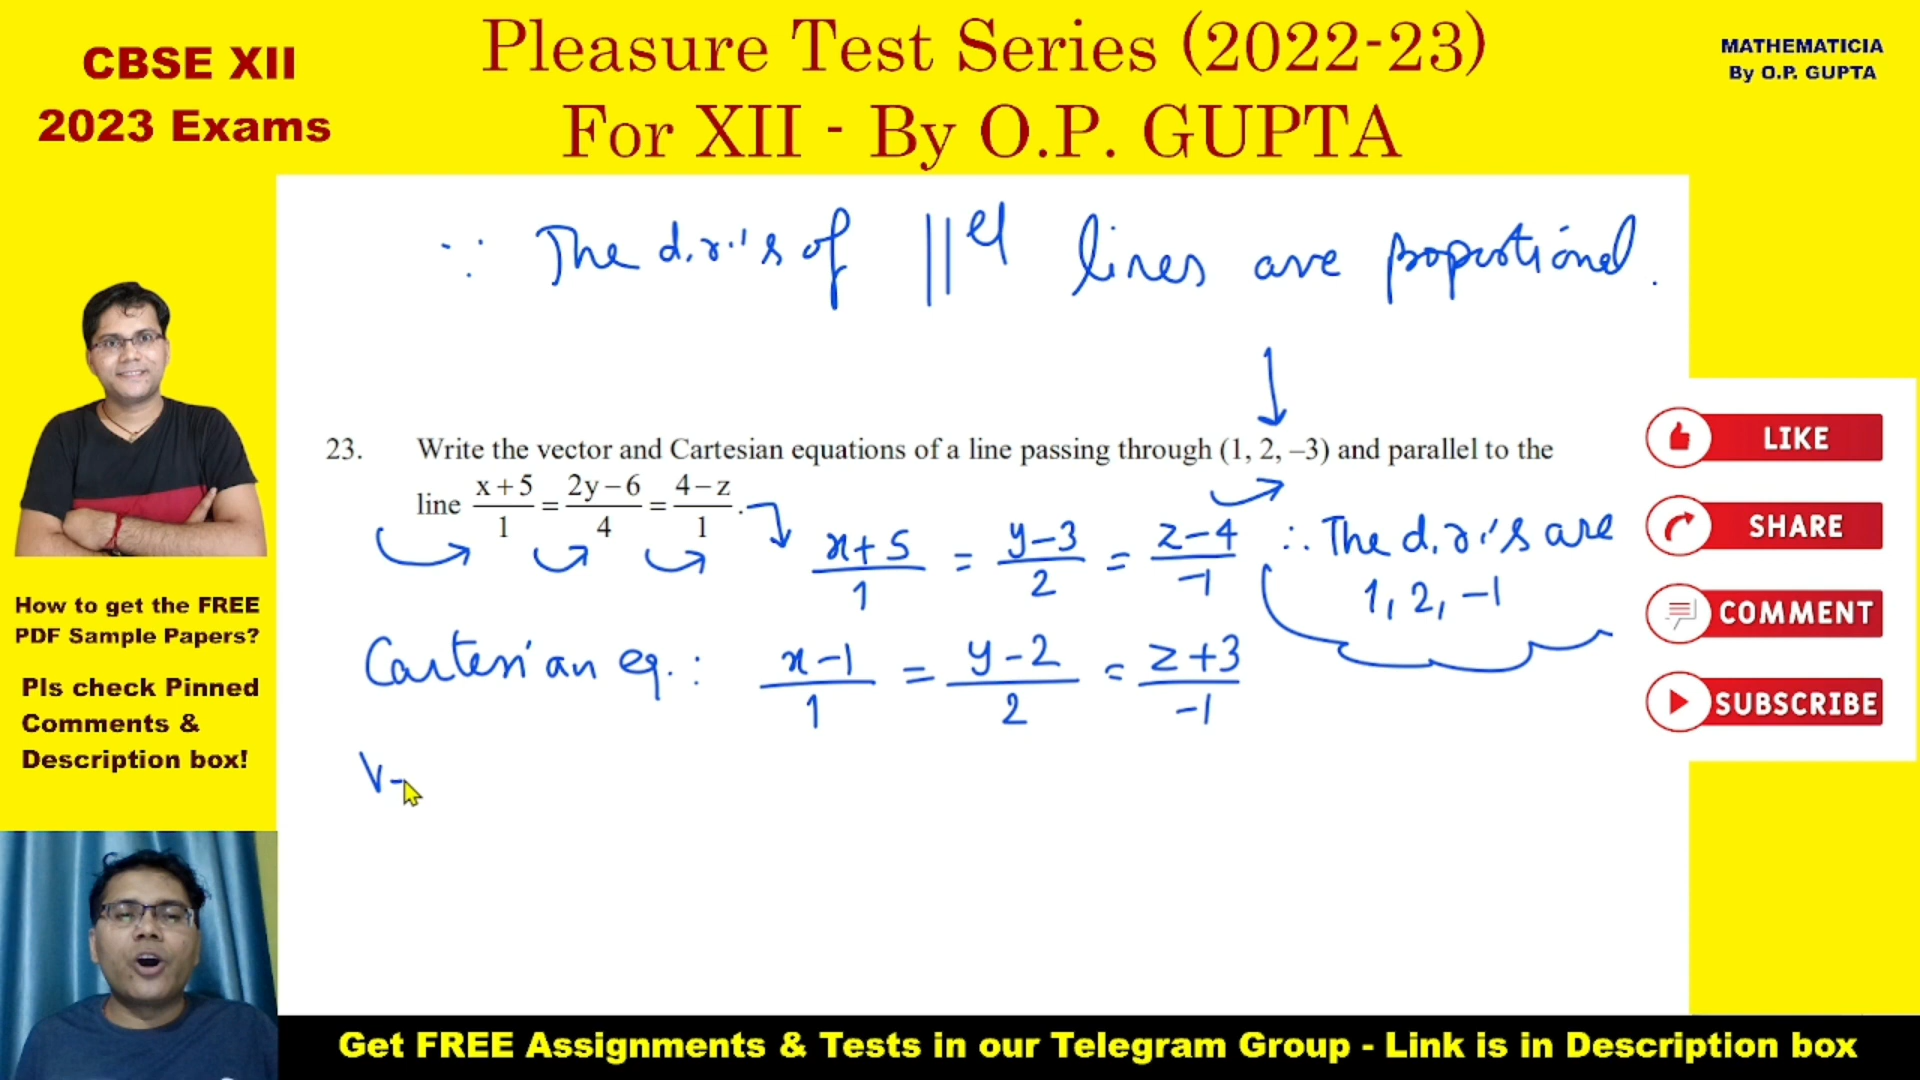 CBSE XII
2023 Exams
Pleasure Test Series (2022-23)
For XII - By O.P. GUPTA
MATHEMATICIA
By O.P. GUPTA
∵ The d.r.'s of ||el lines are proportional.
23. Write the vector and Cartesian equations of a line passing through (1, 2, –3) and parallel to the
line (x+5)/1 = (2y–6)/4 = (4–z)/1.
(x+5)/1 = (y–3)/2 = (z–4)/–1 ∴ The d.r.'s are
1, 2, –1
Cartesian eq.: (x–1)/1 = (y–2)/2 = (z+3)/–1
How to get the FREE
PDF Sample Papers?
Pls check Pinned
Comments &
Description box!
LIKE
SHARE
COMMENT
SUBSCRIBE
Get FREE Assignments & Tests in our Telegram Group - Link is in Description box